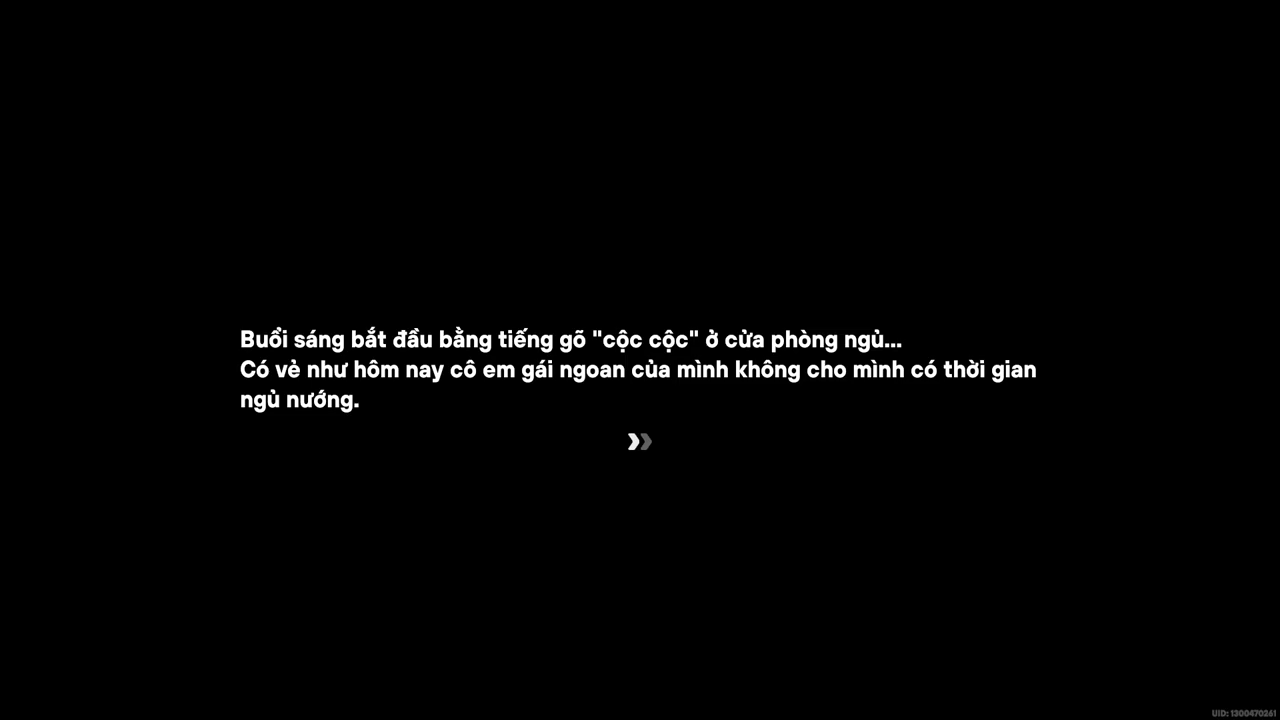 Buổi sáng bắt đầu bằng tiếng gõ "cộc cộc" ở cửa phòng ngủ...
Có vẻ như hôm nay cô em gái ngoan của mình không cho mình có thời gian
ngủ nướng.
UID: 1300470261